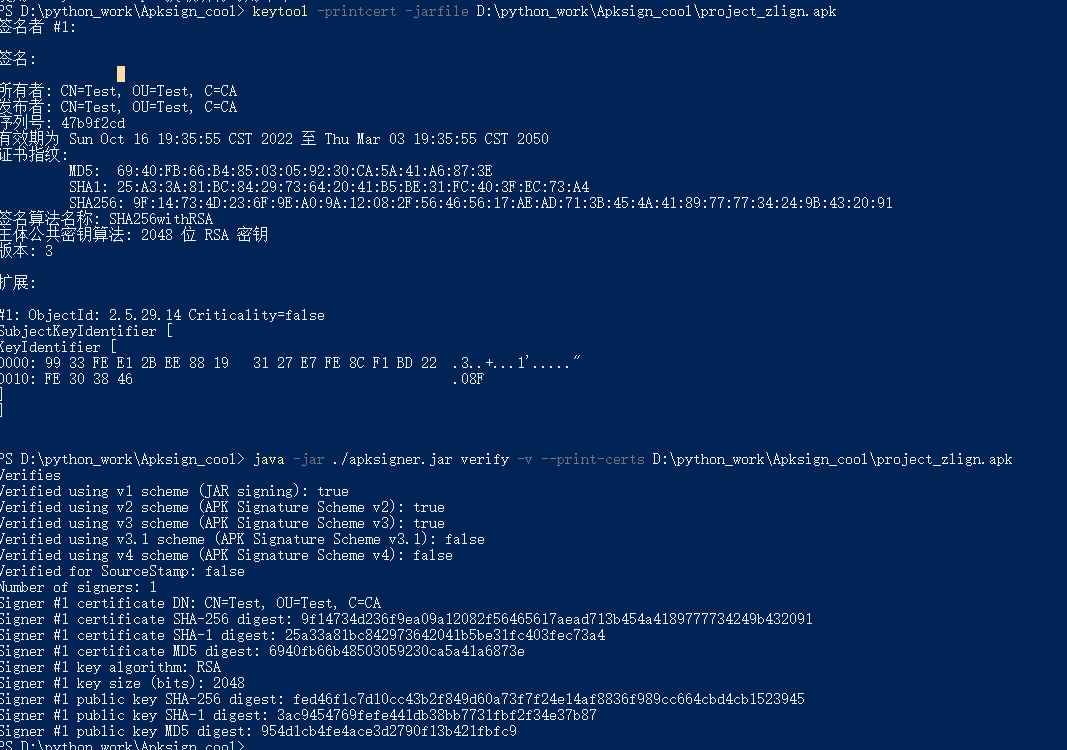 PS D:\python_work\Apksign_cool> keytool -printcert -jarfile D:\python_work\Apksign_cool\project_zlign.apk
签名者 #1:
签名:
所有者: CN=Test, OU=Test, C=CA
发布者: CN=Test, OU=Test, C=CA
序列号: 47b9f2cd
有效期为 Sun Oct 16 19:35:55 CST 2022 至 Thu Mar 03 19:35:55 CST 2050
证书指纹:
MD5:  69:40:FB:66:B4:85:03:05:92:30:CA:5A:41:A6:87:3E
SHA1: 25:A3:3A:81:BC:84:29:73:64:20:41:B5:BE:31:FC:40:3F:EC:73:A4
SHA256: 9F:14:73:4D:23:6F:9E:A0:9A:12:08:2F:56:46:56:17:AE:AD:71:3B:45:4A:41:89:77:77:34:24:9B:43:20:91
签名算法名称: SHA256withRSA
主体公共密钥算法: 2048 位 RSA 密钥
版本: 3
扩展:
#1: ObjectId: 2.5.29.14 Criticality=false
SubjectKeyIdentifier [
KeyIdentifier [
0000: 99 33 FE E1 2B EE 88 19   31 27 E7 FE 8C F1 BD 22  .3..+...1'....."
0010: FE 30 38 46                                        .08F
]
]
PS D:\python_work\Apksign_cool> java -jar ./apksigner.jar verify -v --print-certs D:\python_work\Apksign_cool\project_zlign.apk
Verifies
Verified using v1 scheme (JAR signing): true
Verified using v2 scheme (APK Signature Scheme v2): true
Verified using v3 scheme (APK Signature Scheme v3): true
Verified using v3.1 scheme (APK Signature Scheme v3.1): false
Verified using v4 scheme (APK Signature Scheme v4): false
Verified for SourceStamp: false
Number of signers: 1
Signer #1 certificate DN: CN=Test, OU=Test, C=CA
Signer #1 certificate SHA-256 digest: 9f14734d236f9ea09a12082f56465617aead713b454a4189777734249b432091
Signer #1 certificate SHA-1 digest: 25a33a81bc842973642041b5be31fc403fec73a4
Signer #1 certificate MD5 digest: 6940fb66b48503059230ca5a41a6873e
Signer #1 key algorithm: RSA
Signer #1 key size (bits): 2048
Signer #1 public key SHA-256 digest: fed46f1c7d10cc43b2f849d60a73f7f24e14af8836f989cc664cbd4cb1523945
Signer #1 public key SHA-1 digest: 3ac9454769fefe441db38bb7731fbf2f34e37b87
Signer #1 public key MD5 digest: 954d1cb4fe4ace3d2790f13b421fbfc9
PS D:\python_work\Apksign_cool>